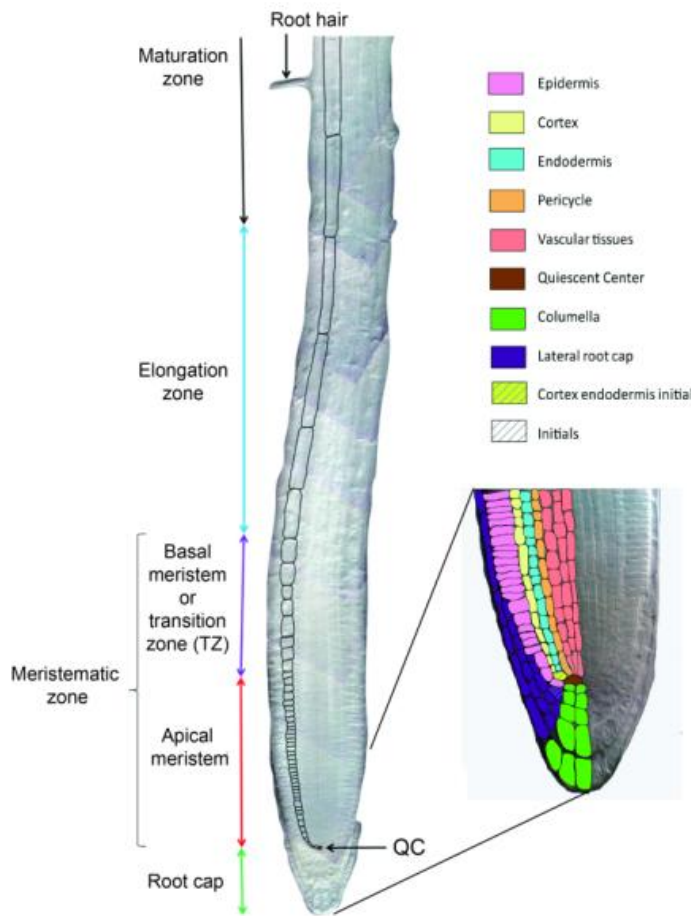 Root hair
Maturation
zone
Elongation
zone
Basal
meristem
or
transition
zone (TZ)
Meristematic
zone
Apical
meristem
Root cap
QC
Epidermis
Cortex
Endodermis
Pericycle
Vascular tissues
Quiescent Center
Columella
Lateral root cap
Cortex endodermis initial
Initials